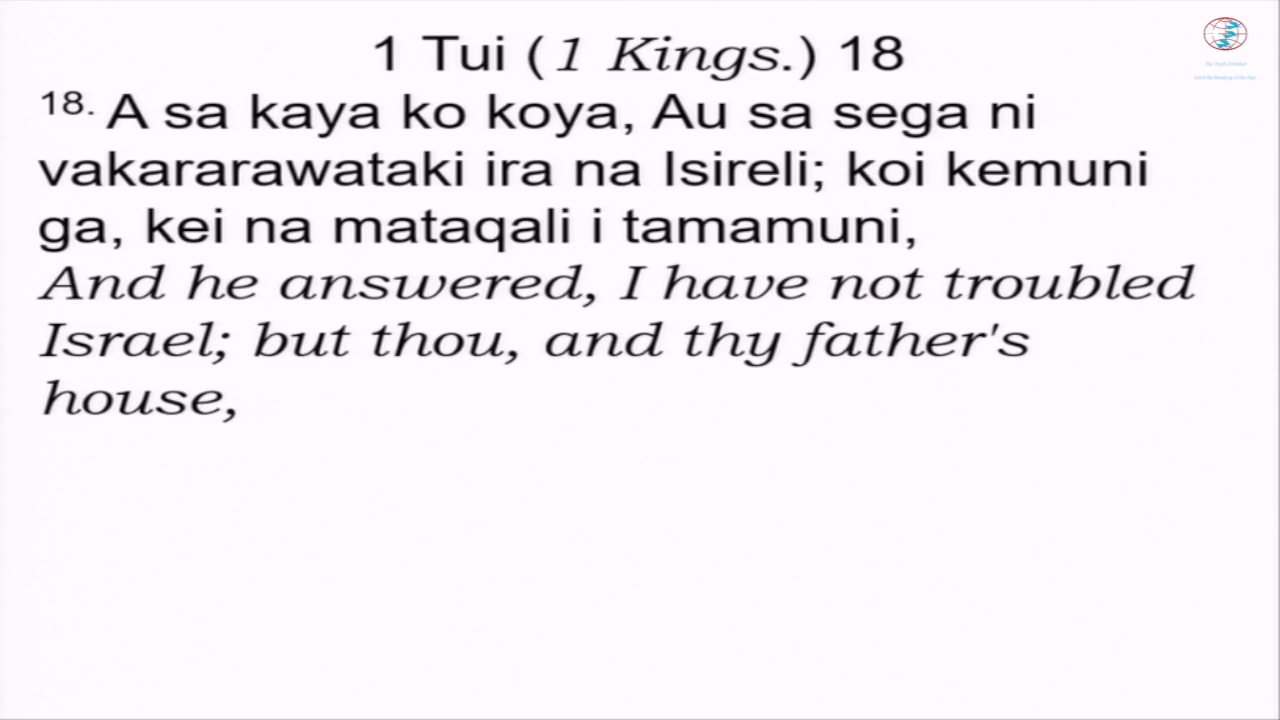 1 Tui (1 Kings.) 18
18. A sa kaya ko koya, Au sa sega ni
vakararawataki ira na Isireli; koi kemuni
ga, kei na mataqali i tamamuni,
And he answered, I have not troubled
Israel; but thou, and thy father's
house,